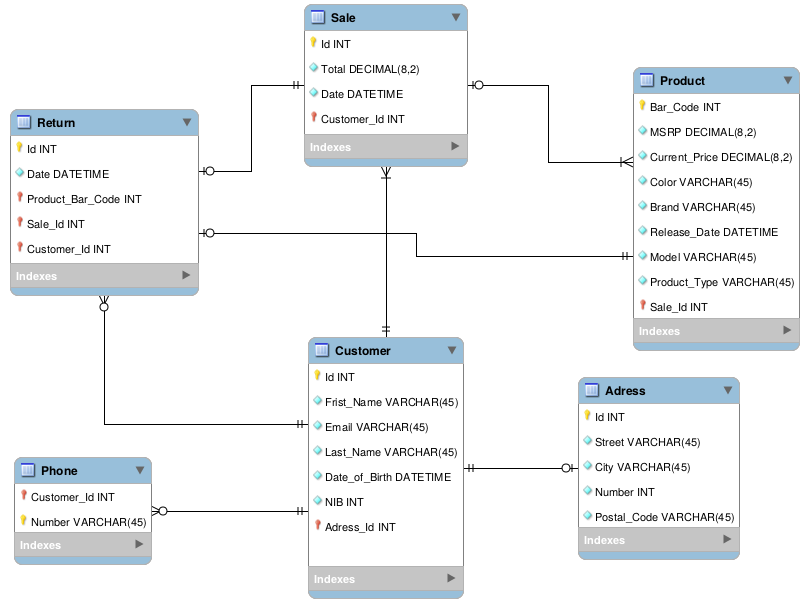 Sale
Id INT
Total DECIMAL(8,2)
Date DATETIME
Customer_Id INT
Indexes
Product
Bar_Code INT
MSRP DECIMAL(8,2)
Current_Price DECIMAL(8,2)
Color VARCHAR(45)
Brand VARCHAR(45)
Release_Date DATETIME
Model VARCHAR(45)
Product_Type VARCHAR(45)
Sale_Id INT
Indexes
Return
Id INT
Date DATETIME
Product_Bar_Code INT
Sale_Id INT
Customer_Id INT
Indexes
Customer
Id INT
Frist_Name VARCHAR(45)
Email VARCHAR(45)
Last_Name VARCHAR(45)
Date_of_Birth DATETIME
NIB INT
Adress_Id INT
Indexes
Adress
Id INT
Street VARCHAR(45)
City VARCHAR(45)
Number INT
Postal_Code VARCHAR(45)
Indexes
Phone
Customer_Id INT
Number VARCHAR(45)
Indexes